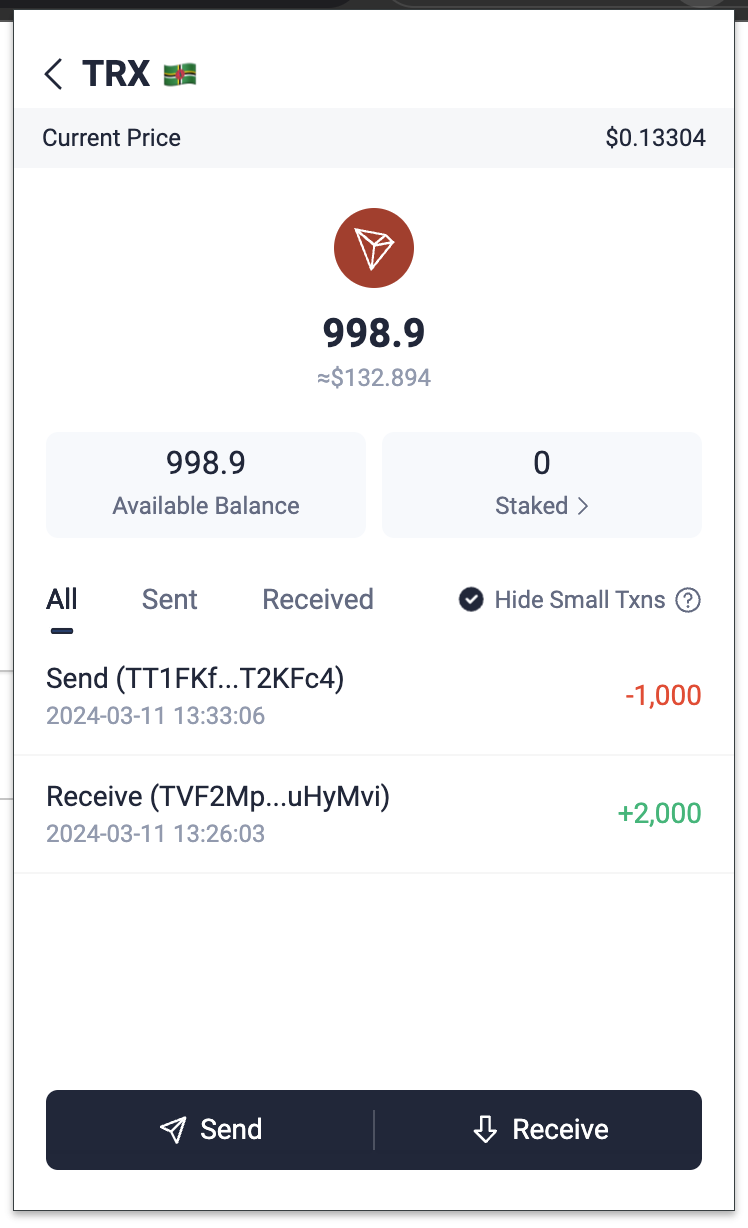 TRX 🇩🇲
Current Price $0.13304
998.9
≈$132.894
998.9 0
Available Balance Staked >
All Sent Received Hide Small Txns ?
Send (TT1FKf...T2KFc4)
-1,000
2024-03-11 13:33:06
Receive (TVF2Mp...uHyMvi)
+2,000
2024-03-11 13:26:03
Send Receive